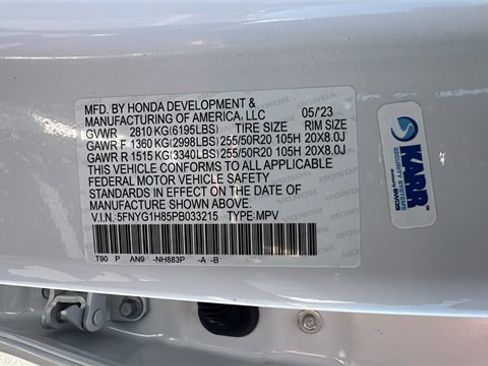 MFD. BY HONDA DEVELOPMENT &
MANUFACTURING OF AMERICA, LLC 05/'23
GVWR 2810 KG(6195LBS) TIRE SIZE RIM SIZE
GAWR F 1360 KG(2998LBS) 255/50R20 105H 20X8.0J
GAWR R 1515 KG(3340LBS) 255/50R20 105H 20X8.0J
THIS VEHICLE CONFORMS TO ALL APPLICABLE
FEDERAL MOTOR VEHICLE SAFETY
STANDARDS IN EFFECT ON THE DATE OF
MANUFACTURE SHOWN ABOVE.
V.I.N.: 5FNYG1H85PB033215 TYPE: MPV
T90 P AN9 -NH883P -A -B
KARR
SECURITY SYSTEMS